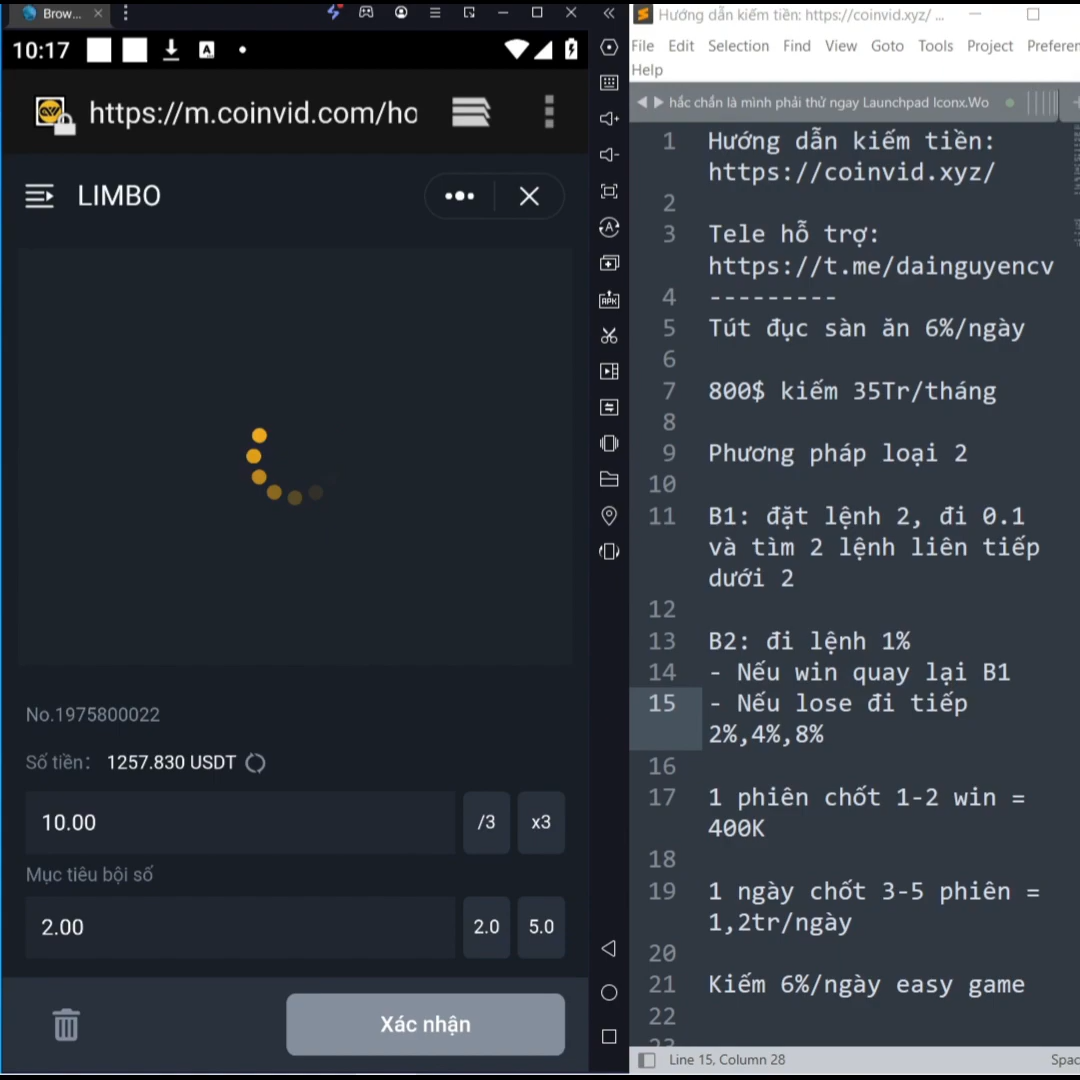 Brow...
10:17
A
https://m.coinvid.com/ho
LIMBO
No.1975800022
Số tiền: 1257.830 USDT
10.00
/3
x3
Mục tiêu bội số
2.00
2.0
5.0
Xác nhận
APK
Hướng dẫn kiếm tiền: https://coinvid.xyz/ ...
File Edit Selection Find View Goto Tools Project Preferen
Help
hắc chắn là mình phải thử ngay Launchpad Iconx.Wo
1 Hướng dẫn kiếm tiền:
https://coinvid.xyz/
2
3 Tele hỗ trợ:
https://t.me/dainguyencv
4 ---------
5 Tút đục sàn ăn 6%/ngày
6
7 800$ kiếm 35Tr/tháng
8
9 Phương pháp loại 2
10
11 B1: đặt lệnh 2, đi 0.1
và tìm 2 lệnh liên tiếp
dưới 2
12
13 B2: đi lệnh 1%
14 - Nếu win quay lại B1
15 - Nếu lose đi tiếp
2%,4%,8%
16
17 1 phiên chốt 1-2 win =
400K
18
19 1 ngày chốt 3-5 phiên =
1,2tr/ngày
20
21 Kiếm 6%/ngày easy game
22
23
Line 15, Column 28
Spac